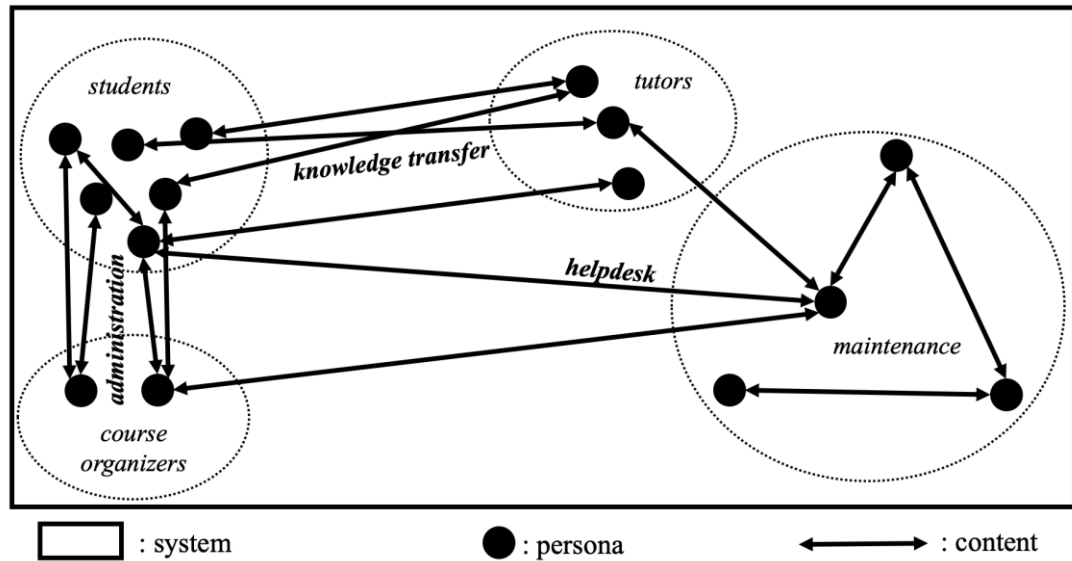 students
tutors
knowledge transfer
helpdesk
administration
maintenance
course
organizers
: system
: persona
: content